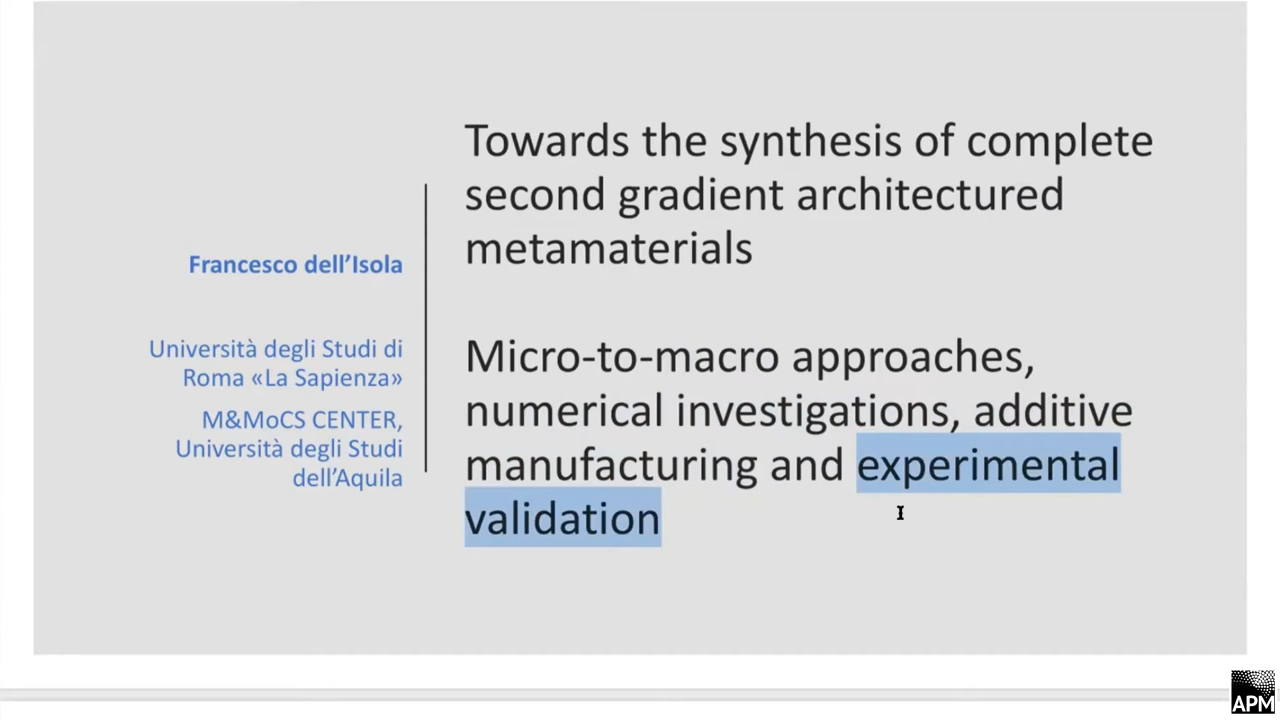 Francesco dell’Isola
Università degli Studi di
Roma «La Sapienza»
M&MoCS CENTER,
Università degli Studi
dell’Aquila
Towards the synthesis of complete
second gradient architectured
metamaterials
Micro-to-macro approaches,
numerical investigations, additive
manufacturing and experimental
validation
APM